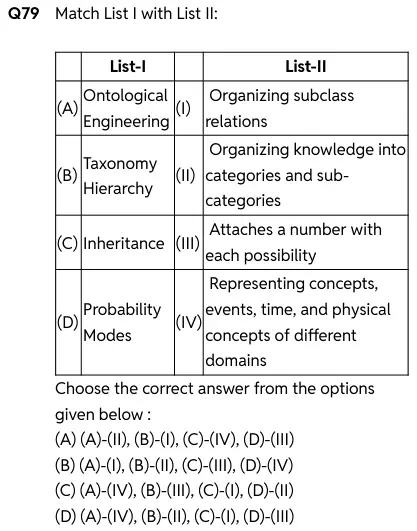 Q79 Match List I with List II:
List-I List-II
(A) Ontological Engineering (I) Organizing subclass relations
(B) Taxonomy Hierarchy (II) Organizing knowledge into categories and sub-categories
(C) Inheritance (III) Attaches a number with each possibility
(D) Probability Modes (IV) Representing concepts, events, time, and physical concepts of different domains
Choose the correct answer from the options
given below :
(A) (A)-(II), (B)-(I), (C)-(IV), (D)-(III)
(B) (A)-(I), (B)-(II), (C)-(III), (D)-(IV)
(C) (A)-(IV), (B)-(III), (C)-(I), (D)-(II)
(D) (A)-(IV), (B)-(II), (C)-(I), (D)-(III)